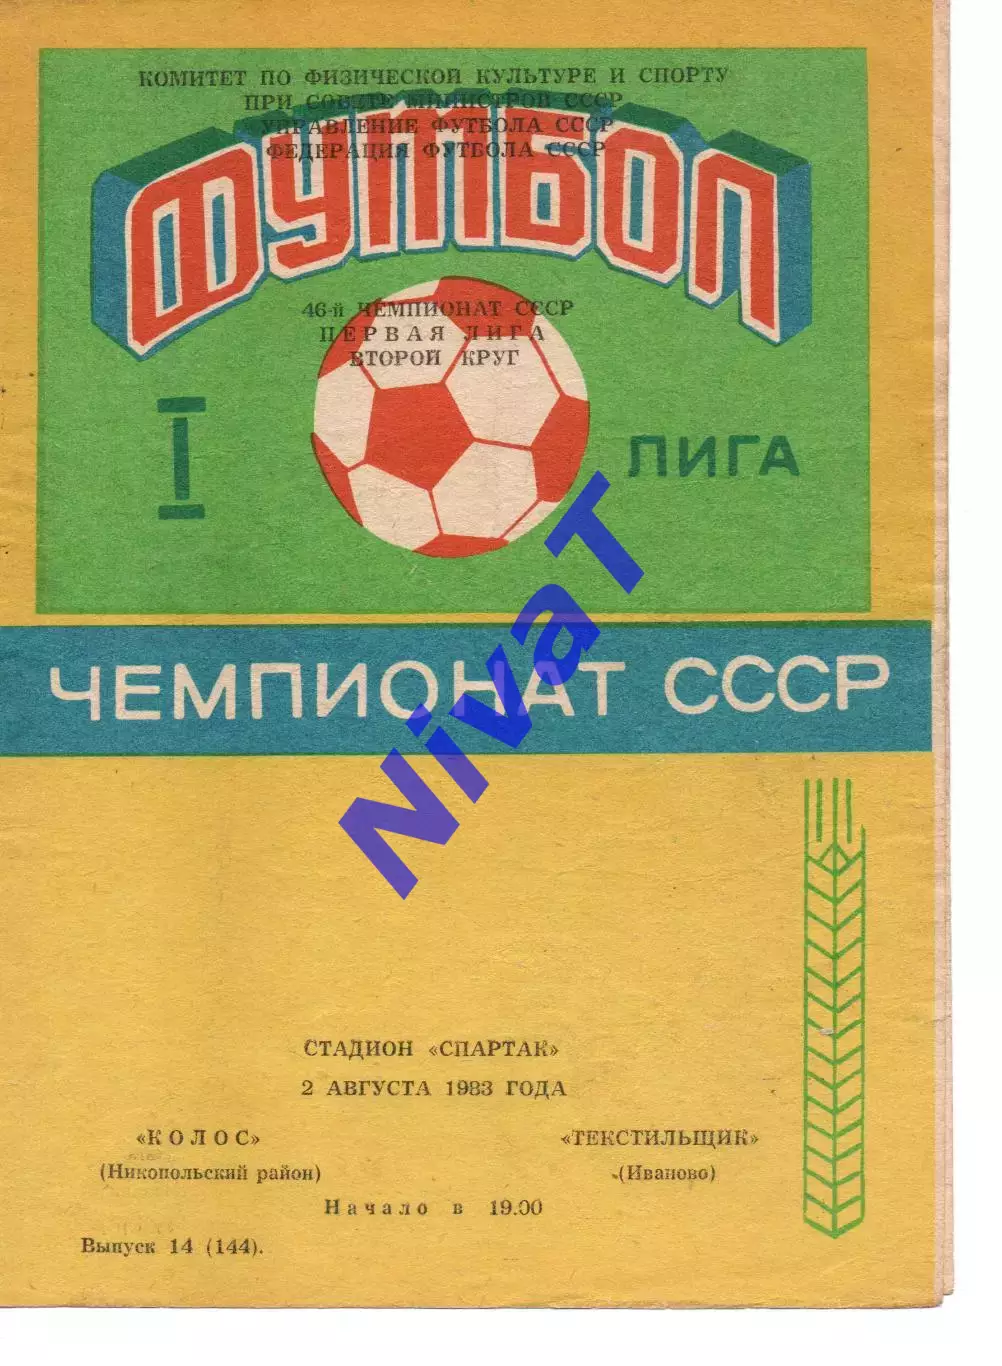 КОМИТЕТ ПО ФИЗИЧЕСКОЙ КУЛЬТУРЕ И СПОРТУ
ПРИ СОВЕТЕ МИНИСТРОВ СССР
УПРАВЛЕНИЕ ФУТБОЛА СССР
ФЕДЕРАЦИЯ ФУТБОЛА СССР
ФУТБОЛ
46-й ЧЕМПИОНАТ СССР
ПЕРВАЯ ЛИГА
ВТОРОЙ КРУГ
I ЛИГА
ЧЕМПИОНАТ СССР
NivaT
СТАДИОН «СПАРТАК»
2 АВГУСТА 1983 ГОДА
«КОЛОС» «ТЕКСТИЛЬЩИК»
(Никопольский район) (Иваново)
Начало в 19.00
Выпуск 14 (144).